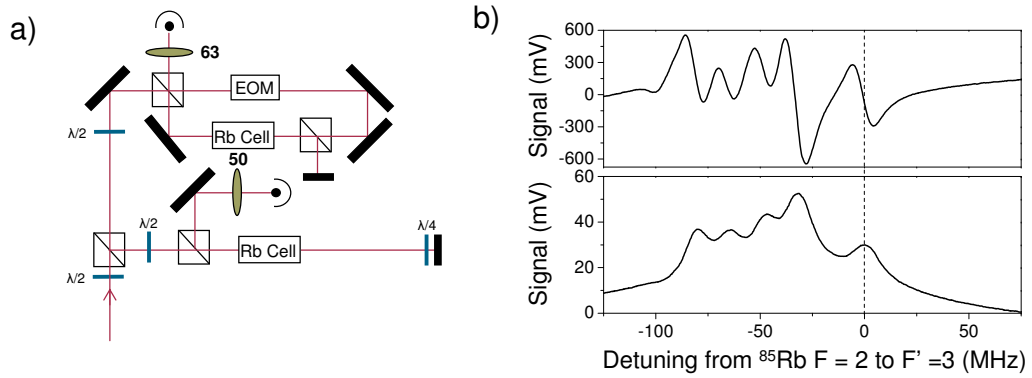 a)
63
EOM
λ/2
Rb Cell
50
λ/2
λ/4
Rb Cell
λ/2
b)
Signal (mV)
600
300
0
-300
-600
Signal (mV)
60
40
20
0
-100 -50 0 50
Detuning from ⁸⁵Rb F = 2 to F' =3 (MHz)